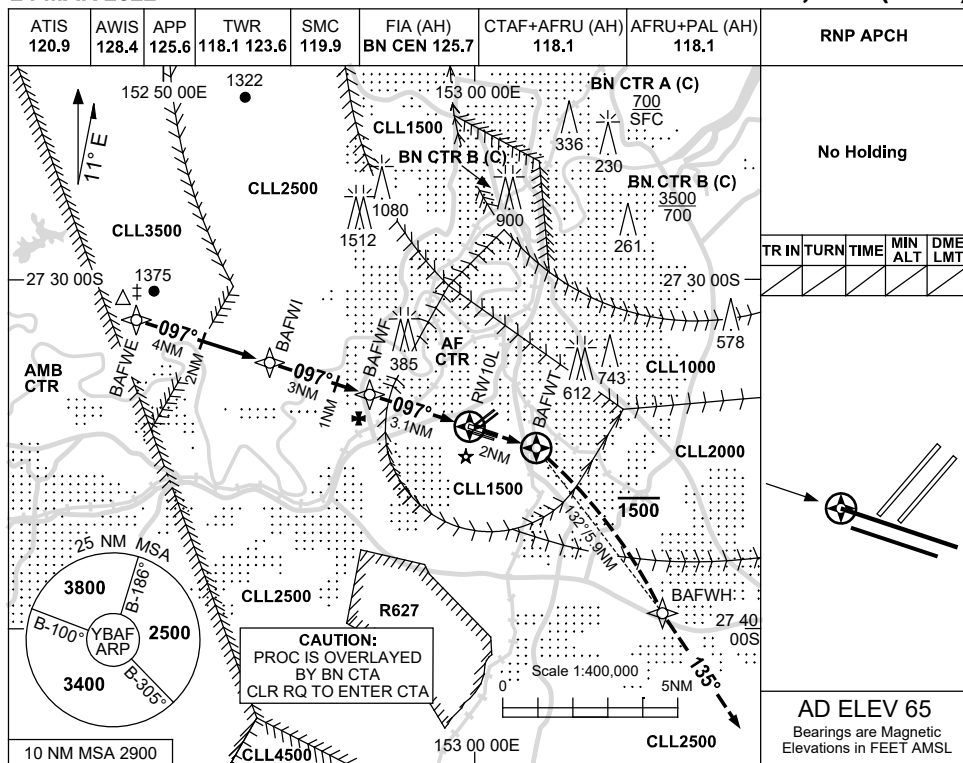 ATIS
120.9
AWIS
128.4
APP
125.6
TWR
118.1 123.6
SMC
119.9
FIA (AH)
BN CEN 125.7
CTAF+AFRU (AH)
118.1
AFRU+PAL (AH)
118.1
RNP APCH
No Holding
TR IN
TURN
TIME
MIN ALT
DME LMT
152 50 00E
1322
153 00 00E
BN CTR A (C)
700
SFC
11° E
CLL1500
336
230
BN CTR B (C)
CLL2500
BN CTR B (C)
3500
700
1080
900
1512
261
CLL3500
27 30 00S
1375
27 30 00S
578
BAFWE
097°
4NM
2NM
BAFWI
097°
3NM
1NM
BAFWF
385
AF
CTR
RW10L
BAFWT
612
743
CLL1000
AMB
CTR
097°
3.1NM
2NM
CLL2000
CLL1500
1500
132°/5.9NM
25 NM MSA
3800
B-186°
B-100°
YBAF
ARP
2500
3400
B-305°
CLL2500
R627
BAFWH
27 40
00S
CAUTION:
PROC IS OVERLAYED
BY BN CTA
CLR RQ TO ENTER CTA
135°
Scale 1:400,000
0
5NM
10 NM MSA 2900
CLL4500
153 00 00E
CLL2500
AD ELEV 65
Bearings are Magnetic
Elevations in FEET AMSL